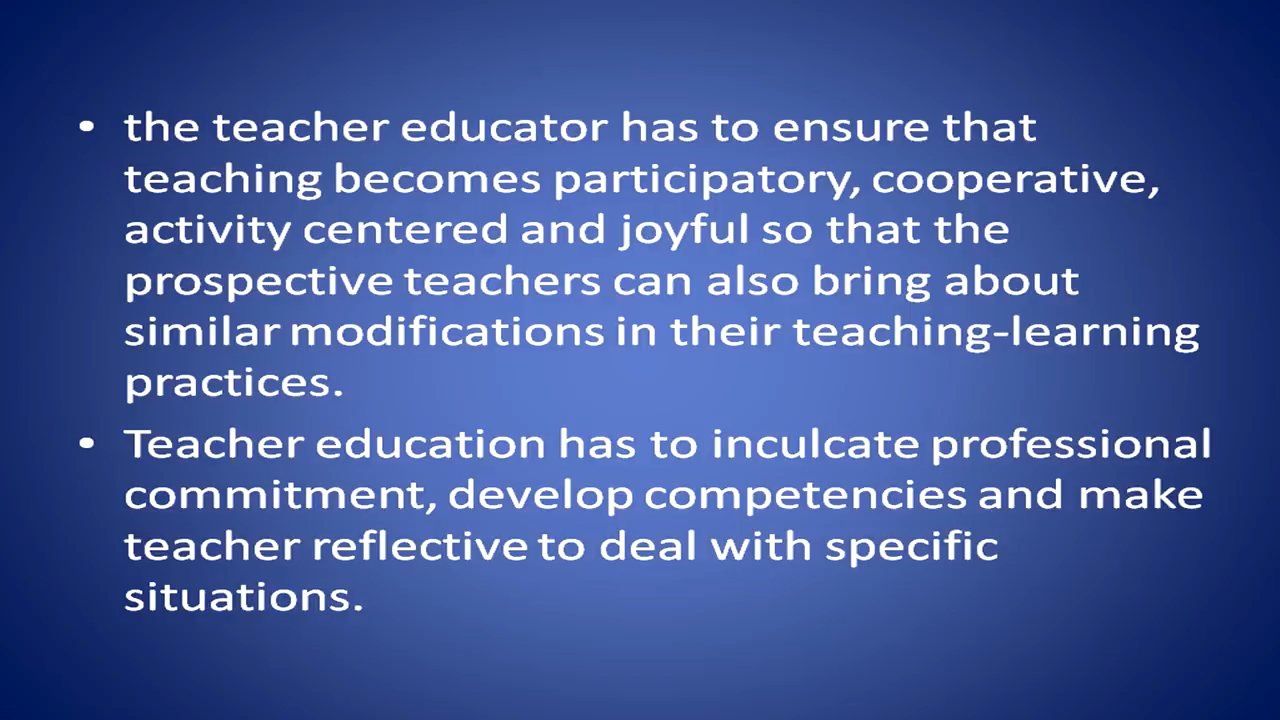 • the teacher educator has to ensure that
teaching becomes participatory, cooperative,
activity centered and joyful so that the
prospective teachers can also bring about
similar modifications in their teaching-learning
practices.
• Teacher education has to inculcate professional
commitment, develop competencies and make
teacher reflective to deal with specific
situations.